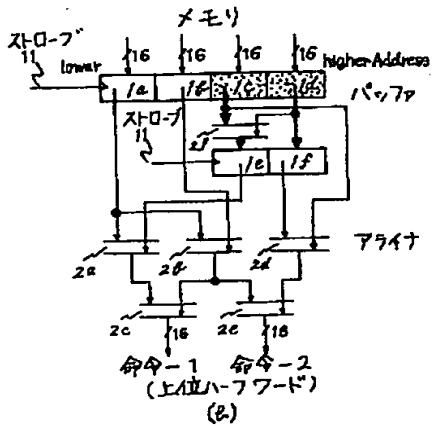 メモリ
ストローブ
11
lower
16
16
16
16
higher Address
1a
1b
1c
1d
バッファ
ストローブ
11
2f
1e
1f
2a
2b
2d
アライナ
2c
2e
16
16
命令-1
命令-2
(上位ハーフワード)
(b)